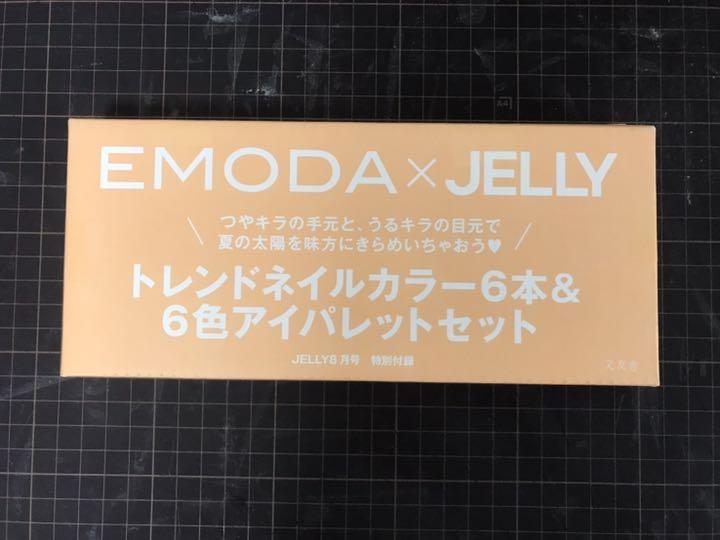 A4
EMODA×JELLY
つやキラの手元と、うるキラの目元で
夏の太陽を味方にきらめいちゃおう♥
トレンドネイルカラー6本&
6色アイパレットセット
JELLY8月号 特別付録
文友舎